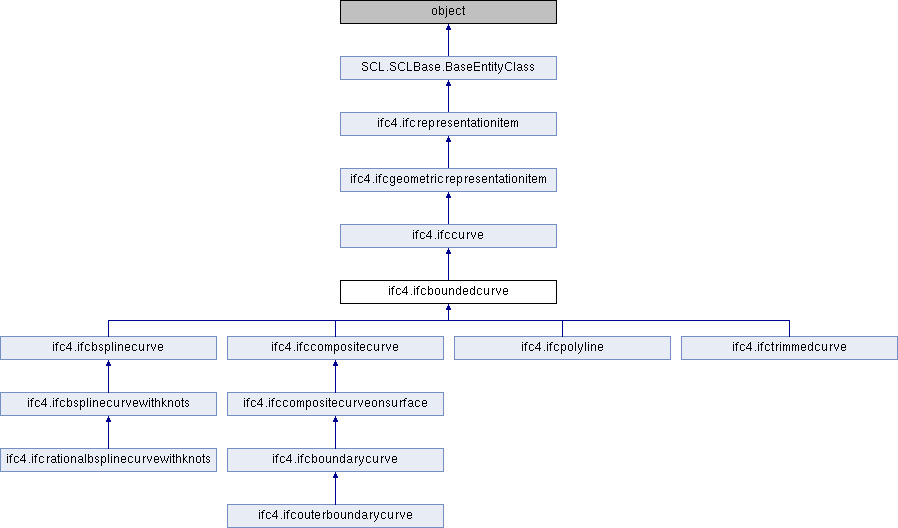 object
SCL.SCLBase.BaseEntityClass
ifc4.ifcrepresentationitem
ifc4.ifcgeometricrepresentationitem
ifc4.ifccurve
ifc4.ifcboundedcurve
ifc4.ifcbsplinecurve
ifc4.ifccompositecurve
ifc4.ifcpolyline
ifc4.ifctrimmedcurve
ifc4.ifcbsplinecurvewithknots
ifc4.ifccompositecurveonsurface
ifc4.ifcrationalbsplinecurvewithknots
ifc4.ifcboundarycurve
ifc4.ifcouterboundarycurve